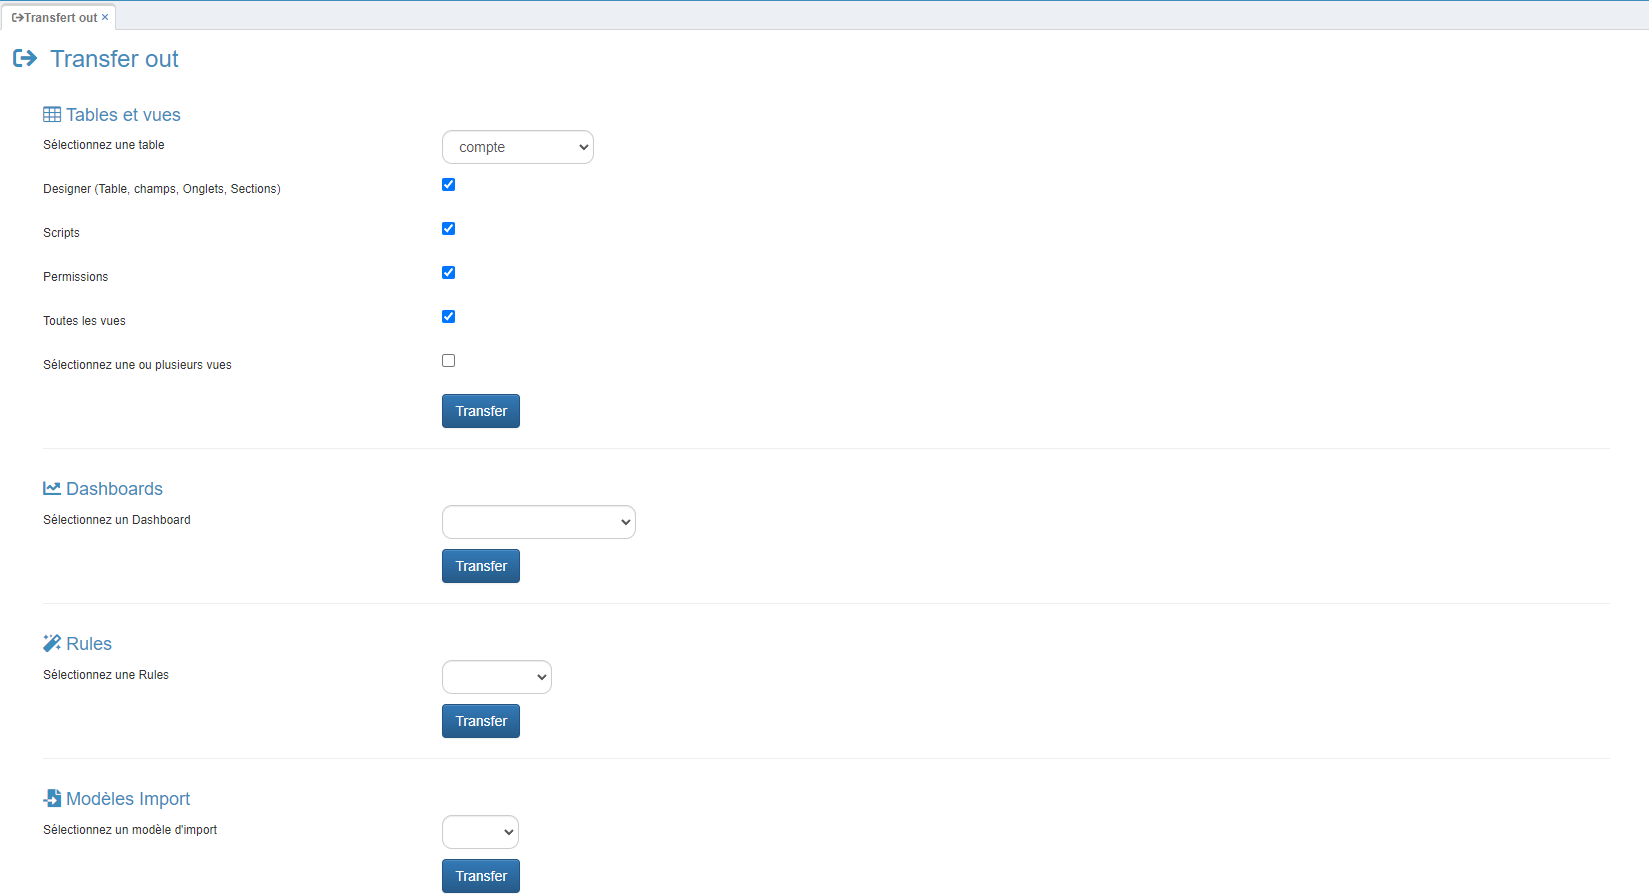 Transfert out ×
Transfer out
Tables et vues
Sélectionnez une table
compte
Designer (Table, champs, Onglets, Sections)
Scripts
Permissions
Toutes les vues
Sélectionnez une ou plusieurs vues
Transfer
Dashboards
Sélectionnez un Dashboard
Transfer
Rules
Sélectionnez une Rules
Transfer
Modèles Import
Sélectionnez un modèle d'import
Transfer